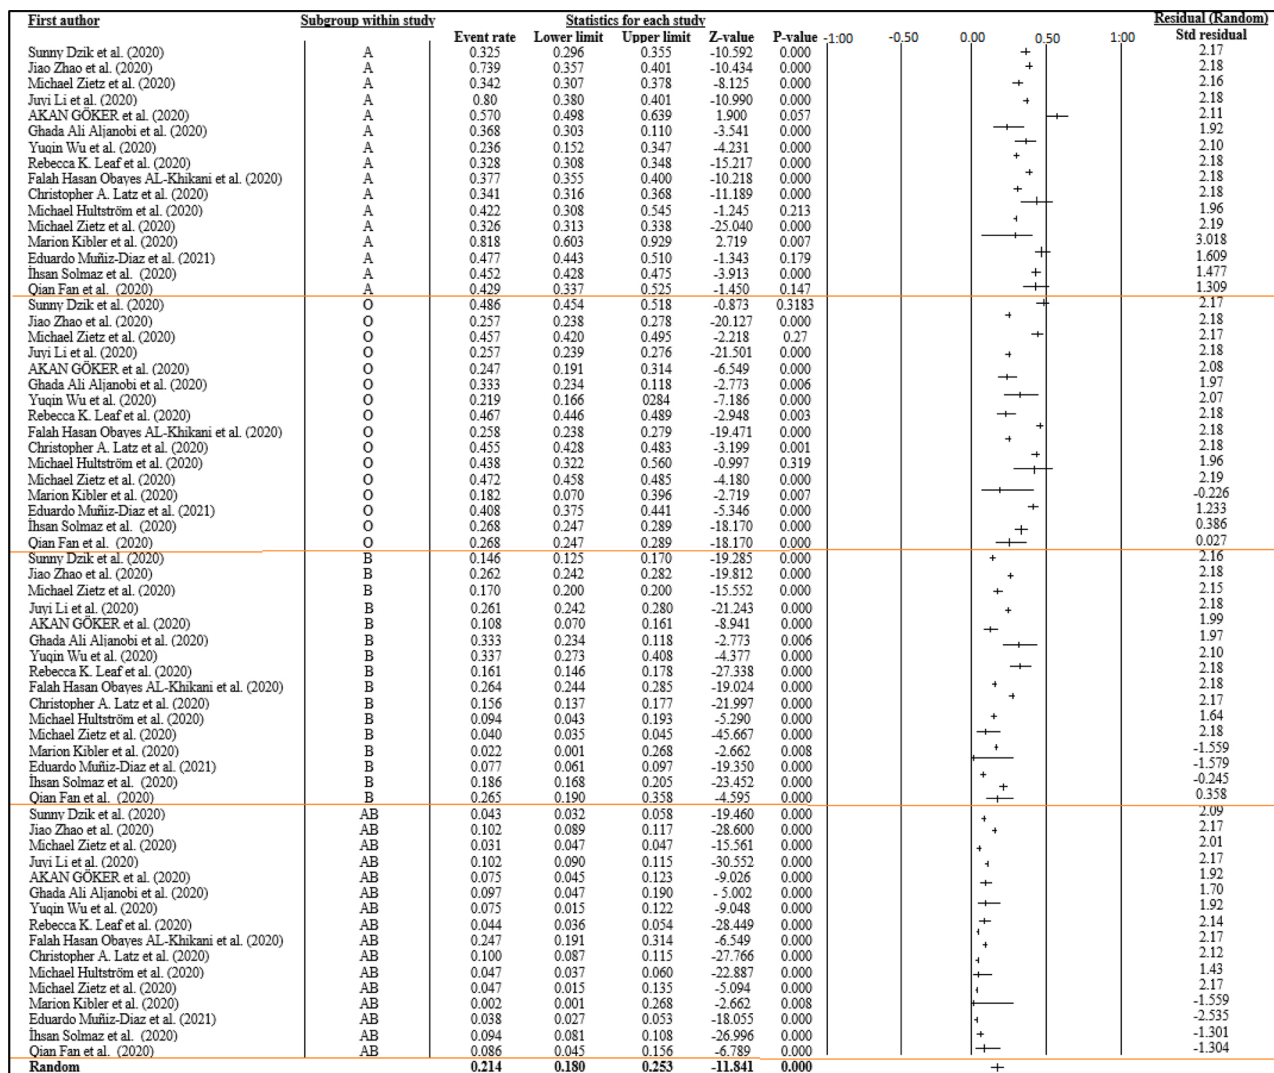 First author Subgroup within study Statistics for each study Residual (Random)
Event rate Lower limit Upper limit Z-value P-value -1:00 -0.50 0.00 0.50 1:00 Std residual
Sunny Dzik et al. (2020) A 0.325 0.296 0.355 -10.592 0.000 2.17
Jiao Zhao et al. (2020) A 0.739 0.357 0.401 -10.434 0.000 2.18
Michael Zietz et al. (2020) A 0.342 0.307 0.378 -8.125 0.000 2.16
Juyi Li et al. (2020) A 0.80 0.380 0.401 -10.990 0.000 2.18
AKAN GÖKER et al. (2020) A 0.570 0.498 0.639 1.900 0.057 2.11
Ghada Ali Aljanobi et al. (2020) A 0.368 0.303 0.110 -3.541 0.000 1.92
Yuqin Wu et al. (2020) A 0.236 0.152 0.347 -4.231 0.000 2.10
Rebecca K. Leaf et al. (2020) A 0.328 0.308 0.348 -15.217 0.000 2.18
Falah Hasan Obayes AL-Khikani et al. (2020) A 0.377 0.355 0.400 -10.218 0.000 2.18
Christopher A. Latz et al. (2020) A 0.341 0.316 0.368 -11.189 0.000 2.18
Michael Hultström et al. (2020) A 0.422 0.308 0.545 -1.245 0.213 1.96
Michael Zietz et al. (2020) A 0.326 0.313 0.338 -25.040 0.000 2.19
Marion Kibler et al. (2020) A 0.818 0.603 0.929 2.719 0.007 3.018
Eduardo Muñiz-Diaz et al. (2021) A 0.477 0.443 0.510 -1.343 0.179 1.609
İhsan Solmaz et al. (2020) A 0.452 0.428 0.475 -3.913 0.000 1.477
Qian Fan et al. (2020) A 0.429 0.337 0.525 -1.450 0.147 1.309
Sunny Dzik et al. (2020) O 0.486 0.454 0.518 -0.873 0.3183 2.17
Jiao Zhao et al. (2020) O 0.257 0.238 0.278 -20.127 0.000 2.18
Michael Zietz et al. (2020) O 0.457 0.420 0.495 -2.218 0.27 2.17
Juyi Li et al. (2020) O 0.257 0.239 0.276 -21.501 0.000 2.18
AKAN GÖKER et al. (2020) O 0.247 0.191 0.314 -6.549 0.000 2.08
Ghada Ali Aljanobi et al. (2020) O 0.333 0.234 0.118 -2.773 0.006 1.97
Yuqin Wu et al. (2020) O 0.219 0.166 0284 -7.186 0.000 2.07
Rebecca K. Leaf et al. (2020) O 0.467 0.446 0.489 -2.948 0.003 2.18
Falah Hasan Obayes AL-Khikani et al. (2020) O 0.258 0.238 0.279 -19.471 0.000 2.18
Christopher A. Latz et al. (2020) O 0.455 0.428 0.483 -3.199 0.001 2.18
Michael Hultström et al. (2020) O 0.438 0.322 0.560 -0.997 0.319 1.96
Michael Zietz et al. (2020) O 0.472 0.458 0.485 -4.180 0.000 2.19
Marion Kibler et al. (2020) O 0.182 0.070 0.396 -2.719 0.007 -0.226
Eduardo Muñiz-Diaz et al. (2021) O 0.408 0.375 0.441 -5.346 0.000 1.233
İhsan Solmaz et al. (2020) O 0.268 0.247 0.289 -18.170 0.000 0.386
Qian Fan et al. (2020) O 0.268 0.247 0.289 -18.170 0.000 0.027
Sunny Dzik et al. (2020) B 0.146 0.125 0.170 -19.285 0.000 2.16
Jiao Zhao et al. (2020) B 0.262 0.242 0.282 -19.812 0.000 2.18
Michael Zietz et al. (2020) B 0.170 0.200 0.200 -15.552 0.000 2.15
Juyi Li et al. (2020) B 0.261 0.242 0.280 -21.243 0.000 2.18
AKAN GÖKER et al. (2020) B 0.108 0.070 0.161 -8.941 0.000 1.99
Ghada Ali Aljanobi et al. (2020) B 0.333 0.234 0.118 -2.773 0.006 1.97
Yuqin Wu et al. (2020) B 0.337 0.273 0.408 -4.377 0.000 2.10
Rebecca K. Leaf et al. (2020) B 0.161 0.146 0.178 -27.338 0.000 2.18
Falah Hasan Obayes AL-Khikani et al. (2020) B 0.264 0.244 0.285 -19.024 0.000 2.18
Christopher A. Latz et al. (2020) B 0.156 0.137 0.177 -21.997 0.000 2.17
Michael Hultström et al. (2020) B 0.094 0.043 0.193 -5.290 0.000 1.64
Michael Zietz et al. (2020) B 0.040 0.035 0.045 -45.667 0.000 2.18
Marion Kibler et al. (2020) B 0.022 0.001 0.268 -2.662 0.008 -1.559
Eduardo Muñiz-Diaz et al. (2021) B 0.077 0.061 0.097 -19.350 0.000 -1.579
İhsan Solmaz et al. (2020) B 0.186 0.168 0.205 -23.452 0.000 -0.245
Qian Fan et al. (2020) B 0.265 0.190 0.358 -4.595 0.000 0.358
Sunny Dzik et al. (2020) AB 0.043 0.032 0.058 -19.460 0.000 2.09
Jiao Zhao et al. (2020) AB 0.102 0.089 0.117 -28.600 0.000 2.17
Michael Zietz et al. (2020) AB 0.031 0.047 0.047 -15.561 0.000 2.01
Juyi Li et al. (2020) AB 0.102 0.090 0.115 -30.552 0.000 2.17
AKAN GÖKER et al. (2020) AB 0.075 0.045 0.123 -9.026 0.000 1.92
Ghada Ali Aljanobi et al. (2020) AB 0.097 0.047 0.190 - 5.002 0.000 1.70
Yuqin Wu et al. (2020) AB 0.075 0.015 0.122 -9.048 0.000 1.92
Rebecca K. Leaf et al. (2020) AB 0.044 0.036 0.054 -28.449 0.000 2.14
Falah Hasan Obayes AL-Khikani et al. (2020) AB 0.247 0.191 0.314 -6.549 0.000 2.17
Christopher A. Latz et al. (2020) AB 0.100 0.087 0.115 -27.766 0.000 2.12
Michael Hultström et al. (2020) AB 0.047 0.037 0.060 -22.887 0.000 1.43
Michael Zietz et al. (2020) AB 0.047 0.015 0.135 -5.094 0.000 2.17
Marion Kibler et al. (2020) AB 0.002 0.001 0.268 -2.662 0.008 -1.559
Eduardo Muñiz-Diaz et al. (2021) AB 0.038 0.027 0.053 -18.055 0.000 -2.535
İhsan Solmaz et al. (2020) AB 0.094 0.081 0.108 -26.996 0.000 -1.301
Qian Fan et al. (2020) AB 0.086 0.045 0.156 -6.789 0.000 -1.304
Random 0.214 0.180 0.253 -11.841 0.000